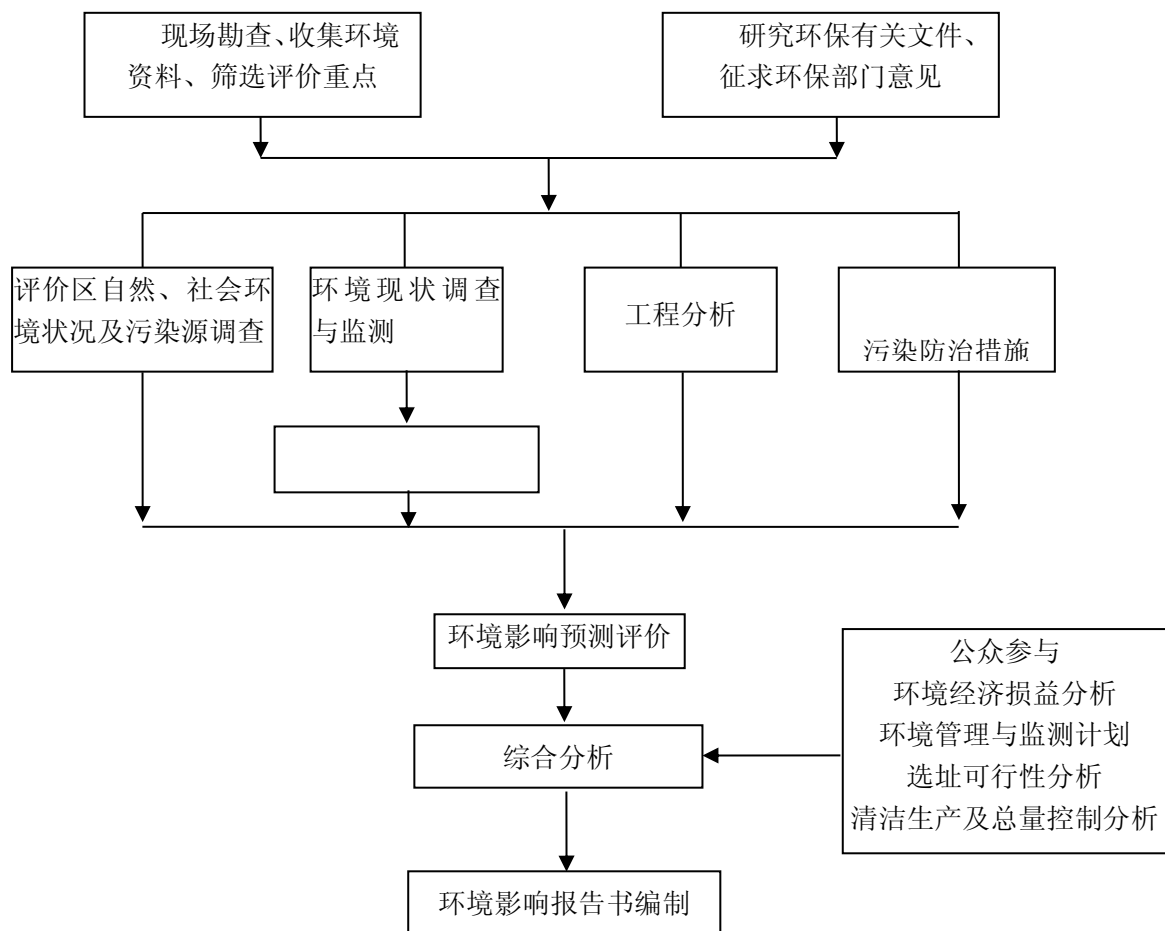 现场勘查、收集环境
资料、筛选评价重点
研究环保有关文件、
征求环保部门意见
评价区自然、社会环
境状况及污染源调查
环境现状调查
与监测
工程分析
污染防治措施
环境影响预测评价
综合分析
公众参与
环境经济损益分析
环境管理与监测计划
选址可行性分析
清洁生产及总量控制分析
环境影响报告书编制